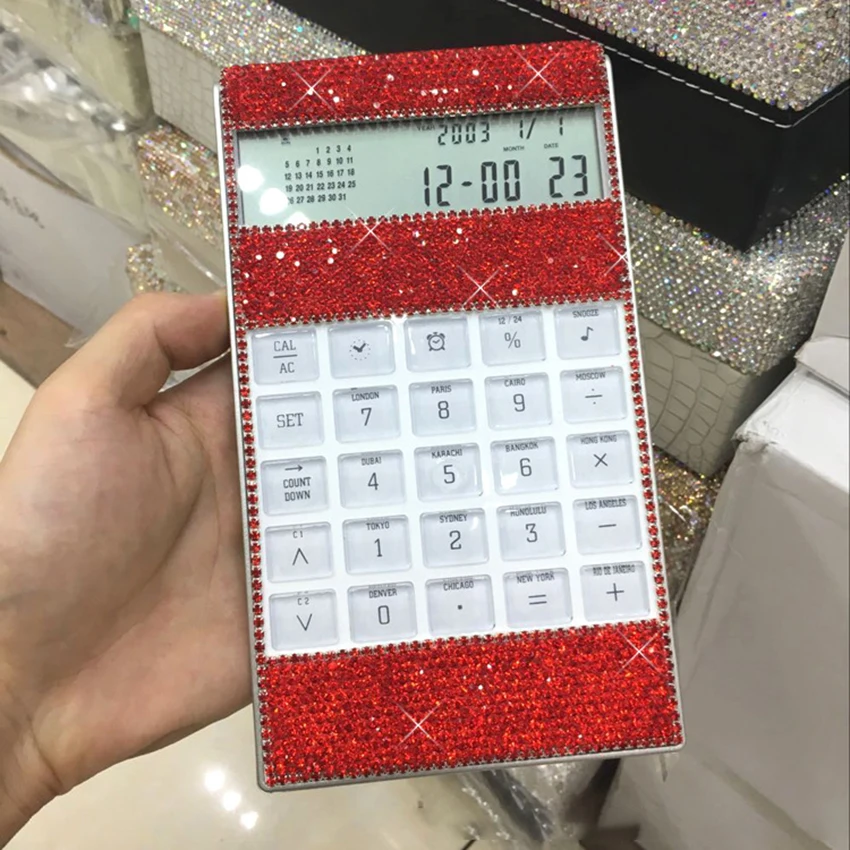 YEAR 2003 1/ 1
MONTH DATE
12-00 23
1 2 3 4
5 6 7 8 9 10 11
12 13 14 15 16 17 18
19 20 21 22 23 24 25
26 27 28 29 30 31
12 / 24 SNOOZE
CAL % ♪
AC
LONDON PARIS CAIRO MOSCOW
SET 7 8 9 ÷
→ DUBAI KARACHI BANGKOK HONG KONG
COUNT 4 5 6 ×
DOWN
C1 TOKYO SYDNEY HONOLULU LOS ANGELES
∧ 1 2 3 −
C2 DENVER CHICAGO NEW YORK RIO DE JANEIRO
∨ 0 . = +